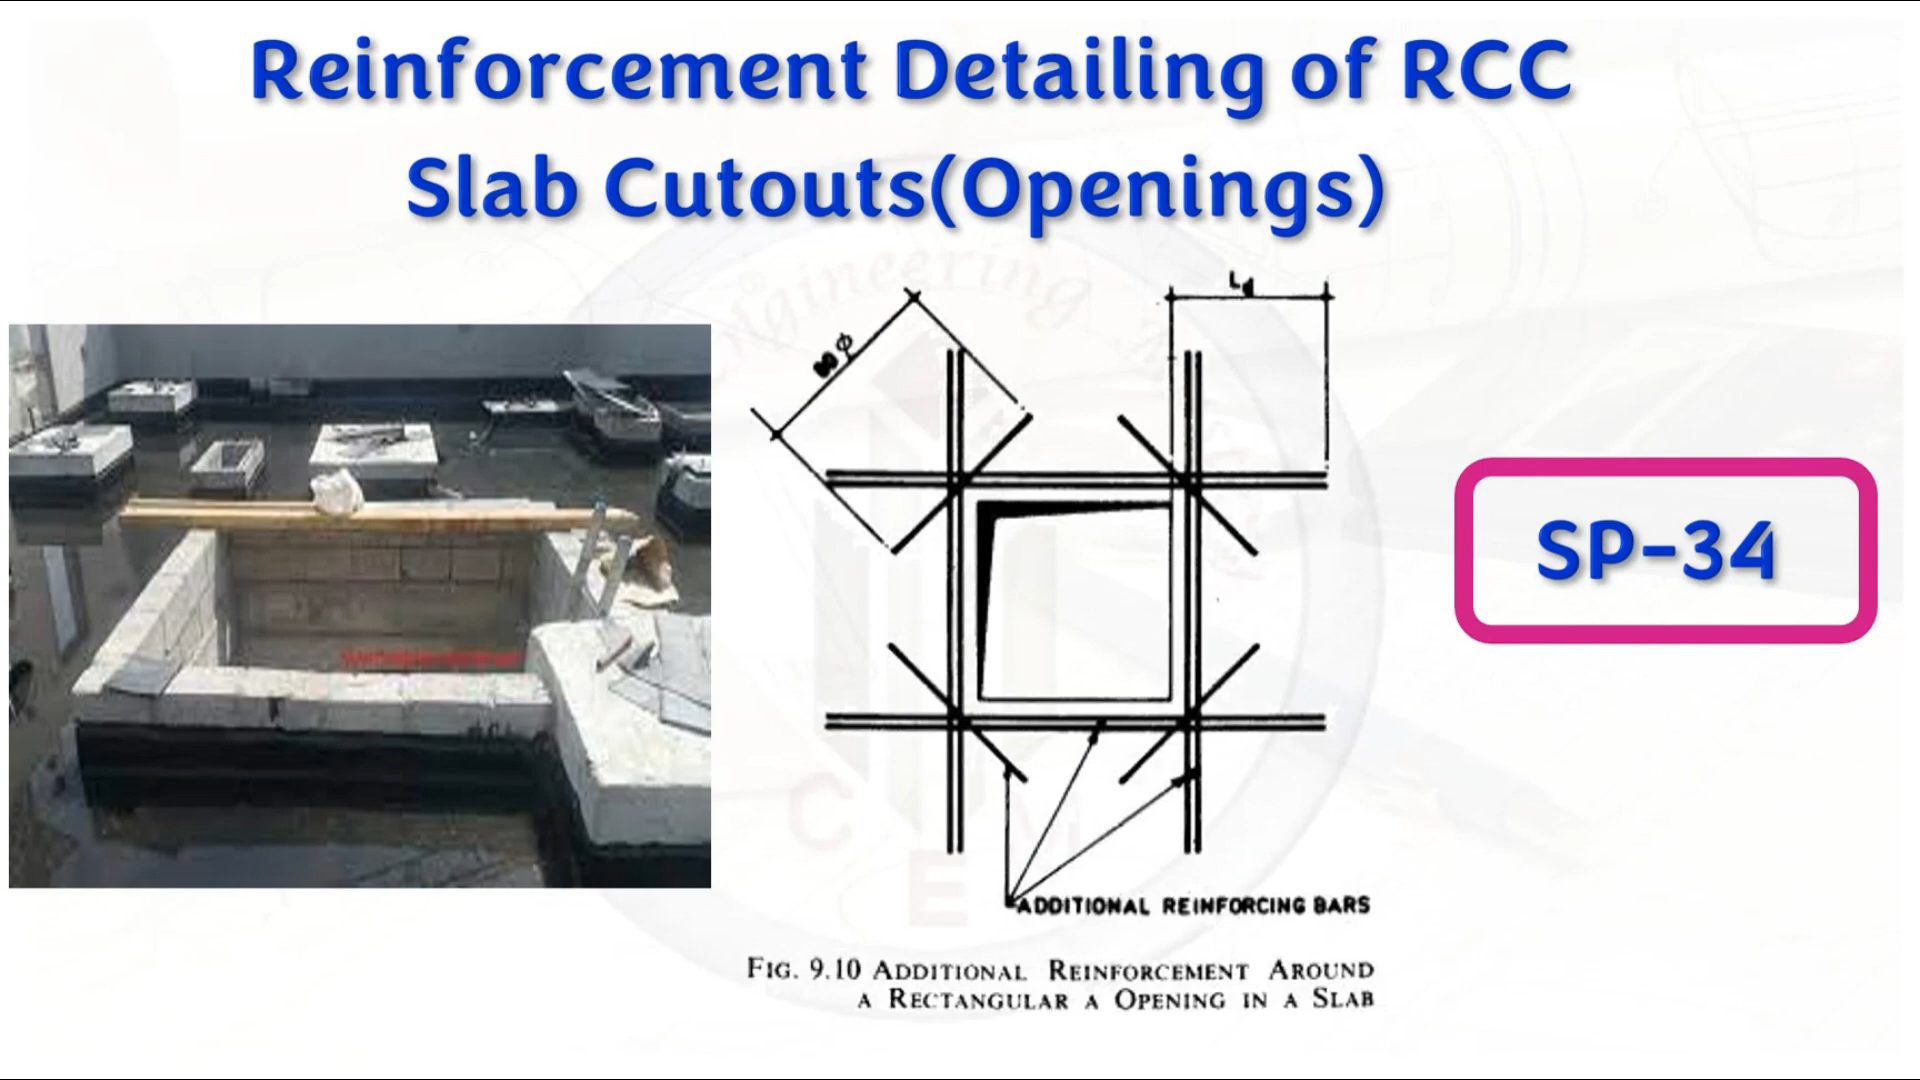 Reinforcement Detailing of RCC
Slab Cutouts(Openings)
Ld
SP-34
ADDITIONAL REINFORCING BARS
FIG. 9.10 ADDITIONAL REINFORCEMENT AROUND
A RECTANGULAR A OPENING IN A SLAB
C
E
M